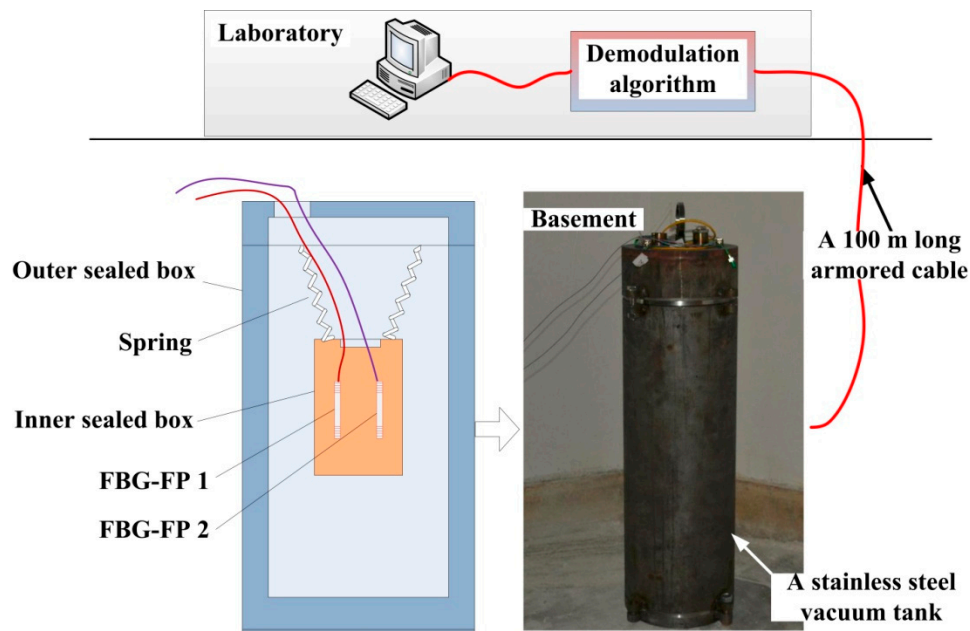 Laboratory
Demodulation
algorithm
Basement
A 100 m long
armored cable
Outer sealed box
Spring
Inner sealed box
FBG-FP 1
FBG-FP 2
A stainless steel
vacuum tank